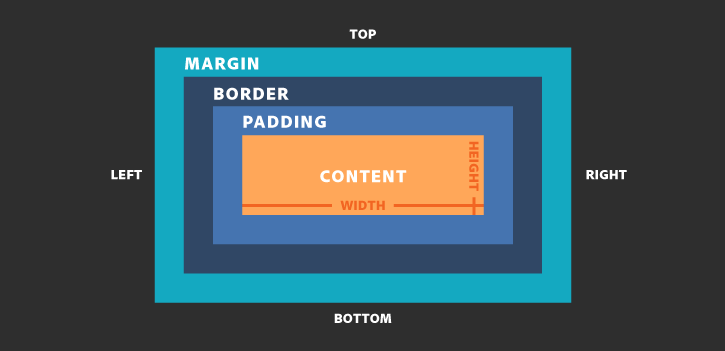 TOP
MARGIN
BORDER
PADDING
HEIGHT
LEFT
CONTENT
RIGHT
WIDTH
BOTTOM